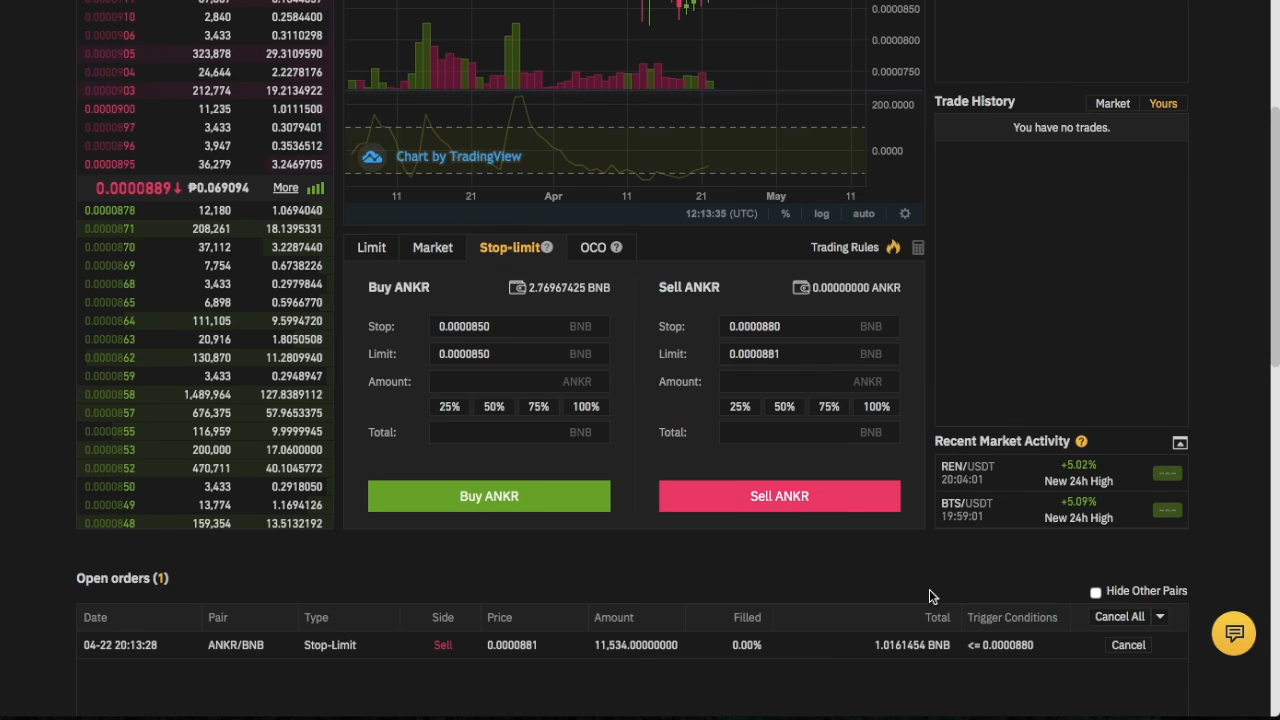 0.0000910 2,840 0.2584400
0.0000906 3,433 0.3110298
0.0000905 323,878 29.3109590
0.0000904 24,644 2.2278176
0.0000903 212,774 19.2134922
0.0000900 11,235 1.0111500
0.0000897 3,433 0.3079401
0.0000896 3,947 0.3536512
0.0000895 36,279 3.2469705
0.0000889↓ ₱0.069094 More
0.0000878 12,180 1.0694040
0.0000871 208,261 18.1395331
0.0000870 37,112 3.2287440
0.0000869 7,754 0.6738226
0.0000868 3,433 0.2979844
0.0000865 6,898 0.5966770
0.0000864 111,105 9.5994720
0.0000863 20,916 1.8050508
0.0000862 130,870 11.2809940
0.0000859 3,433 0.2948947
0.0000858 1,489,964 127.8389112
0.0000857 676,375 57.9653375
0.0000855 116,959 9.9999945
0.0000853 200,000 17.0600000
0.0000852 470,711 40.1045772
0.0000850 3,433 0.2918050
0.0000849 13,774 1.1694126
0.0000848 159,354 13.5132192
0.0000850
0.0000800
0.0000750
200.0000
0.0000
Chart by TradingView
11 21 Apr 11 21 May 11
12:13:35 (UTC) % log auto
Limit Market Stop-limit? OCO ? Trading Rules
Buy ANKR 2.76967425 BNB
Stop: 0.0000850 BNB
Limit: 0.0000850 BNB
Amount: ANKR
25% 50% 75% 100%
Total: BNB
Buy ANKR
Sell ANKR 0.00000000 ANKR
Stop: 0.0000880 BNB
Limit: 0.0000881 BNB
Amount: ANKR
25% 50% 75% 100%
Total: BNB
Sell ANKR
Trade History Market Yours
You have no trades.
Recent Market Activity ?
REN/USDT +5.02%
20:04:01 New 24h High
BTS/USDT +5.09%
19:59:01 New 24h High
Open orders (1)
Hide Other Pairs
Date Pair Type Side Price Amount Filled Total Trigger Conditions Cancel All
04-22 20:13:28 ANKR/BNB Stop-Limit Sell 0.0000881 11,534.00000000 0.00% 1.0161454 BNB <= 0.0000880 Cancel